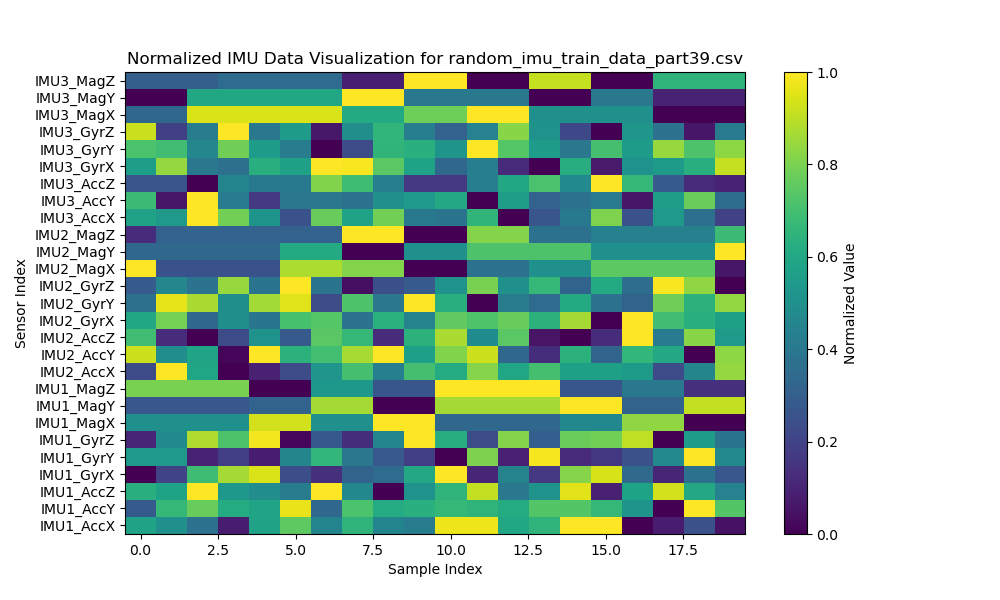 Normalized IMU Data Visualization for random_imu_train_data_part39.csv
IMU3_MagZ
IMU3_MagY
IMU3_MagX
IMU3_GyrZ
IMU3_GyrY
IMU3_GyrX
IMU3_AccZ
IMU3_AccY
IMU3_AccX
IMU2_MagZ
IMU2_MagY
IMU2_MagX
IMU2_GyrZ
IMU2_GyrY
IMU2_GyrX
IMU2_AccZ
IMU2_AccY
IMU2_AccX
IMU1_MagZ
IMU1_MagY
IMU1_MagX
IMU1_GyrZ
IMU1_GyrY
IMU1_GyrX
IMU1_AccZ
IMU1_AccY
IMU1_AccX
Sensor Index
0.0 2.5 5.0 7.5 10.0 12.5 15.0 17.5
Sample Index
1.0
0.8
0.6
0.4
0.2
0.0
Normalized Value